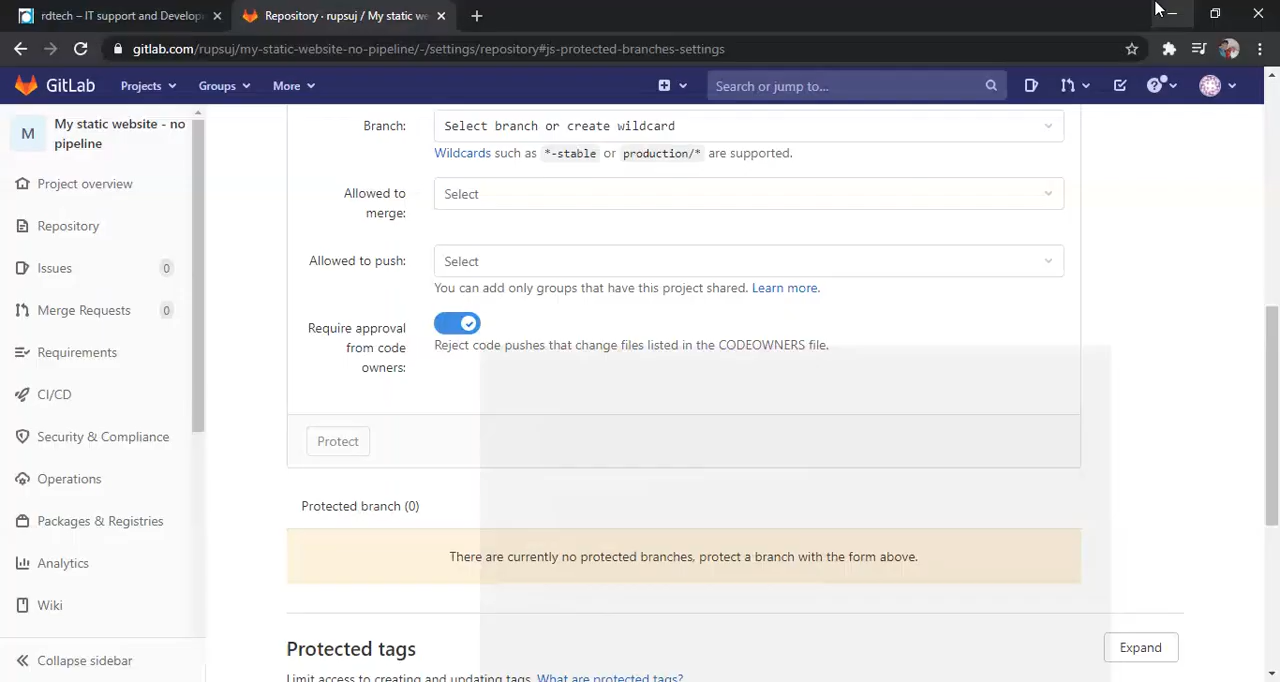 rdtech – IT support and Develop
Repository · rupsuj / My static we
gitlab.com/rupsuj/my-static-website-no-pipeline/-/settings/repository#js-protected-branches-settings
GitLab
Projects
Groups
More
Search or jump to...
M
My static website - no
pipeline
Project overview
Repository
Issues
0
Merge Requests
0
Requirements
CI/CD
Security & Compliance
Operations
Packages & Registries
Analytics
Wiki
Collapse sidebar
Branch:
Select branch or create wildcard
Wildcards such as *-stable or production/* are supported.
Allowed to
merge:
Select
Allowed to push:
Select
You can add only groups that have this project shared. Learn more.
Require approval
from code
owners:
Reject code pushes that change files listed in the CODEOWNERS file.
Protect
Protected branch (0)
There are currently no protected branches, protect a branch with the form above.
Protected tags
Expand
Limit access to creating and updating tags. What are protected tags?